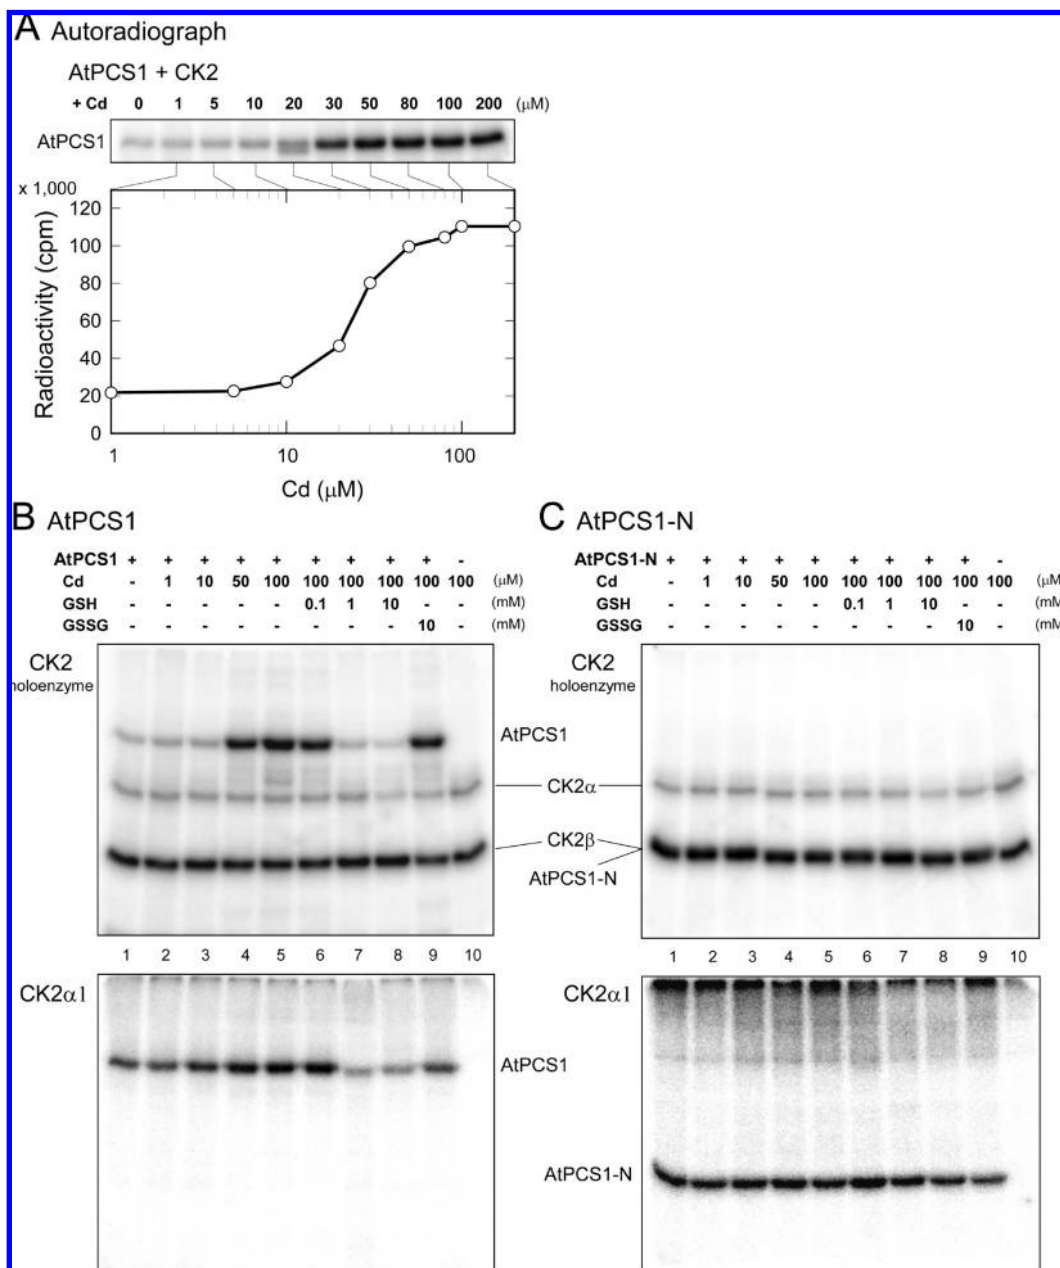 A Autoradiograph
AtPCS1 + CK2
+ Cd 0 1 5 10 20 30 50 80 100 200 (μM)
AtPCS1
x 1,000
120
100
80
60
40
20
0
Radioactivity (cpm)
1 10 100
Cd (μM)
B AtPCS1
AtPCS1 + + + + + + + + + -
Cd - 1 10 50 100 100 100 100 100 100 (μM)
GSH - - - - - 0.1 1 10 - - (mM)
GSSG - - - - - - - - 10 - (mM)
CK2
holoenzyme
AtPCS1
CK2α
CK2β
AtPCS1-N
1 2 3 4 5 6 7 8 9 10
CK2α1
AtPCS1
C AtPCS1-N
AtPCS1-N + + + + + + + + + -
Cd - 1 10 50 100 100 100 100 100 100 (μM
GSH - - - - - 0.1 1 10 - - (mM
GSSG - - - - - - - - 10 - (mM
CK2
holoenzyme
1 2 3 4 5 6 7 8 9 10
CK2α1
AtPCS1-N